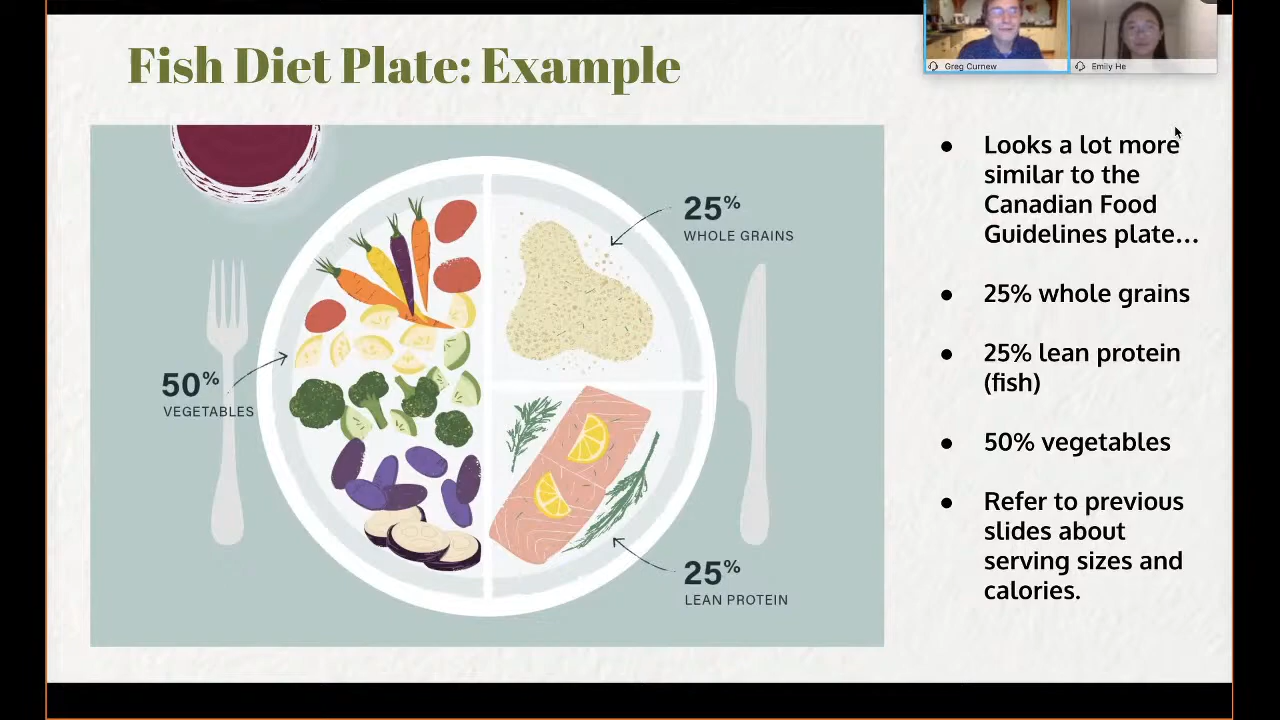 Fish Diet Plate: Example
Greg Curnew
Emily He
25%
WHOLE GRAINS
50%
VEGETABLES
25%
LEAN PROTEIN
● Looks a lot more
similar to the
Canadian Food
Guidelines plate...
● 25% whole grains
● 25% lean protein
(fish)
● 50% vegetables
● Refer to previous
slides about
serving sizes and
calories.